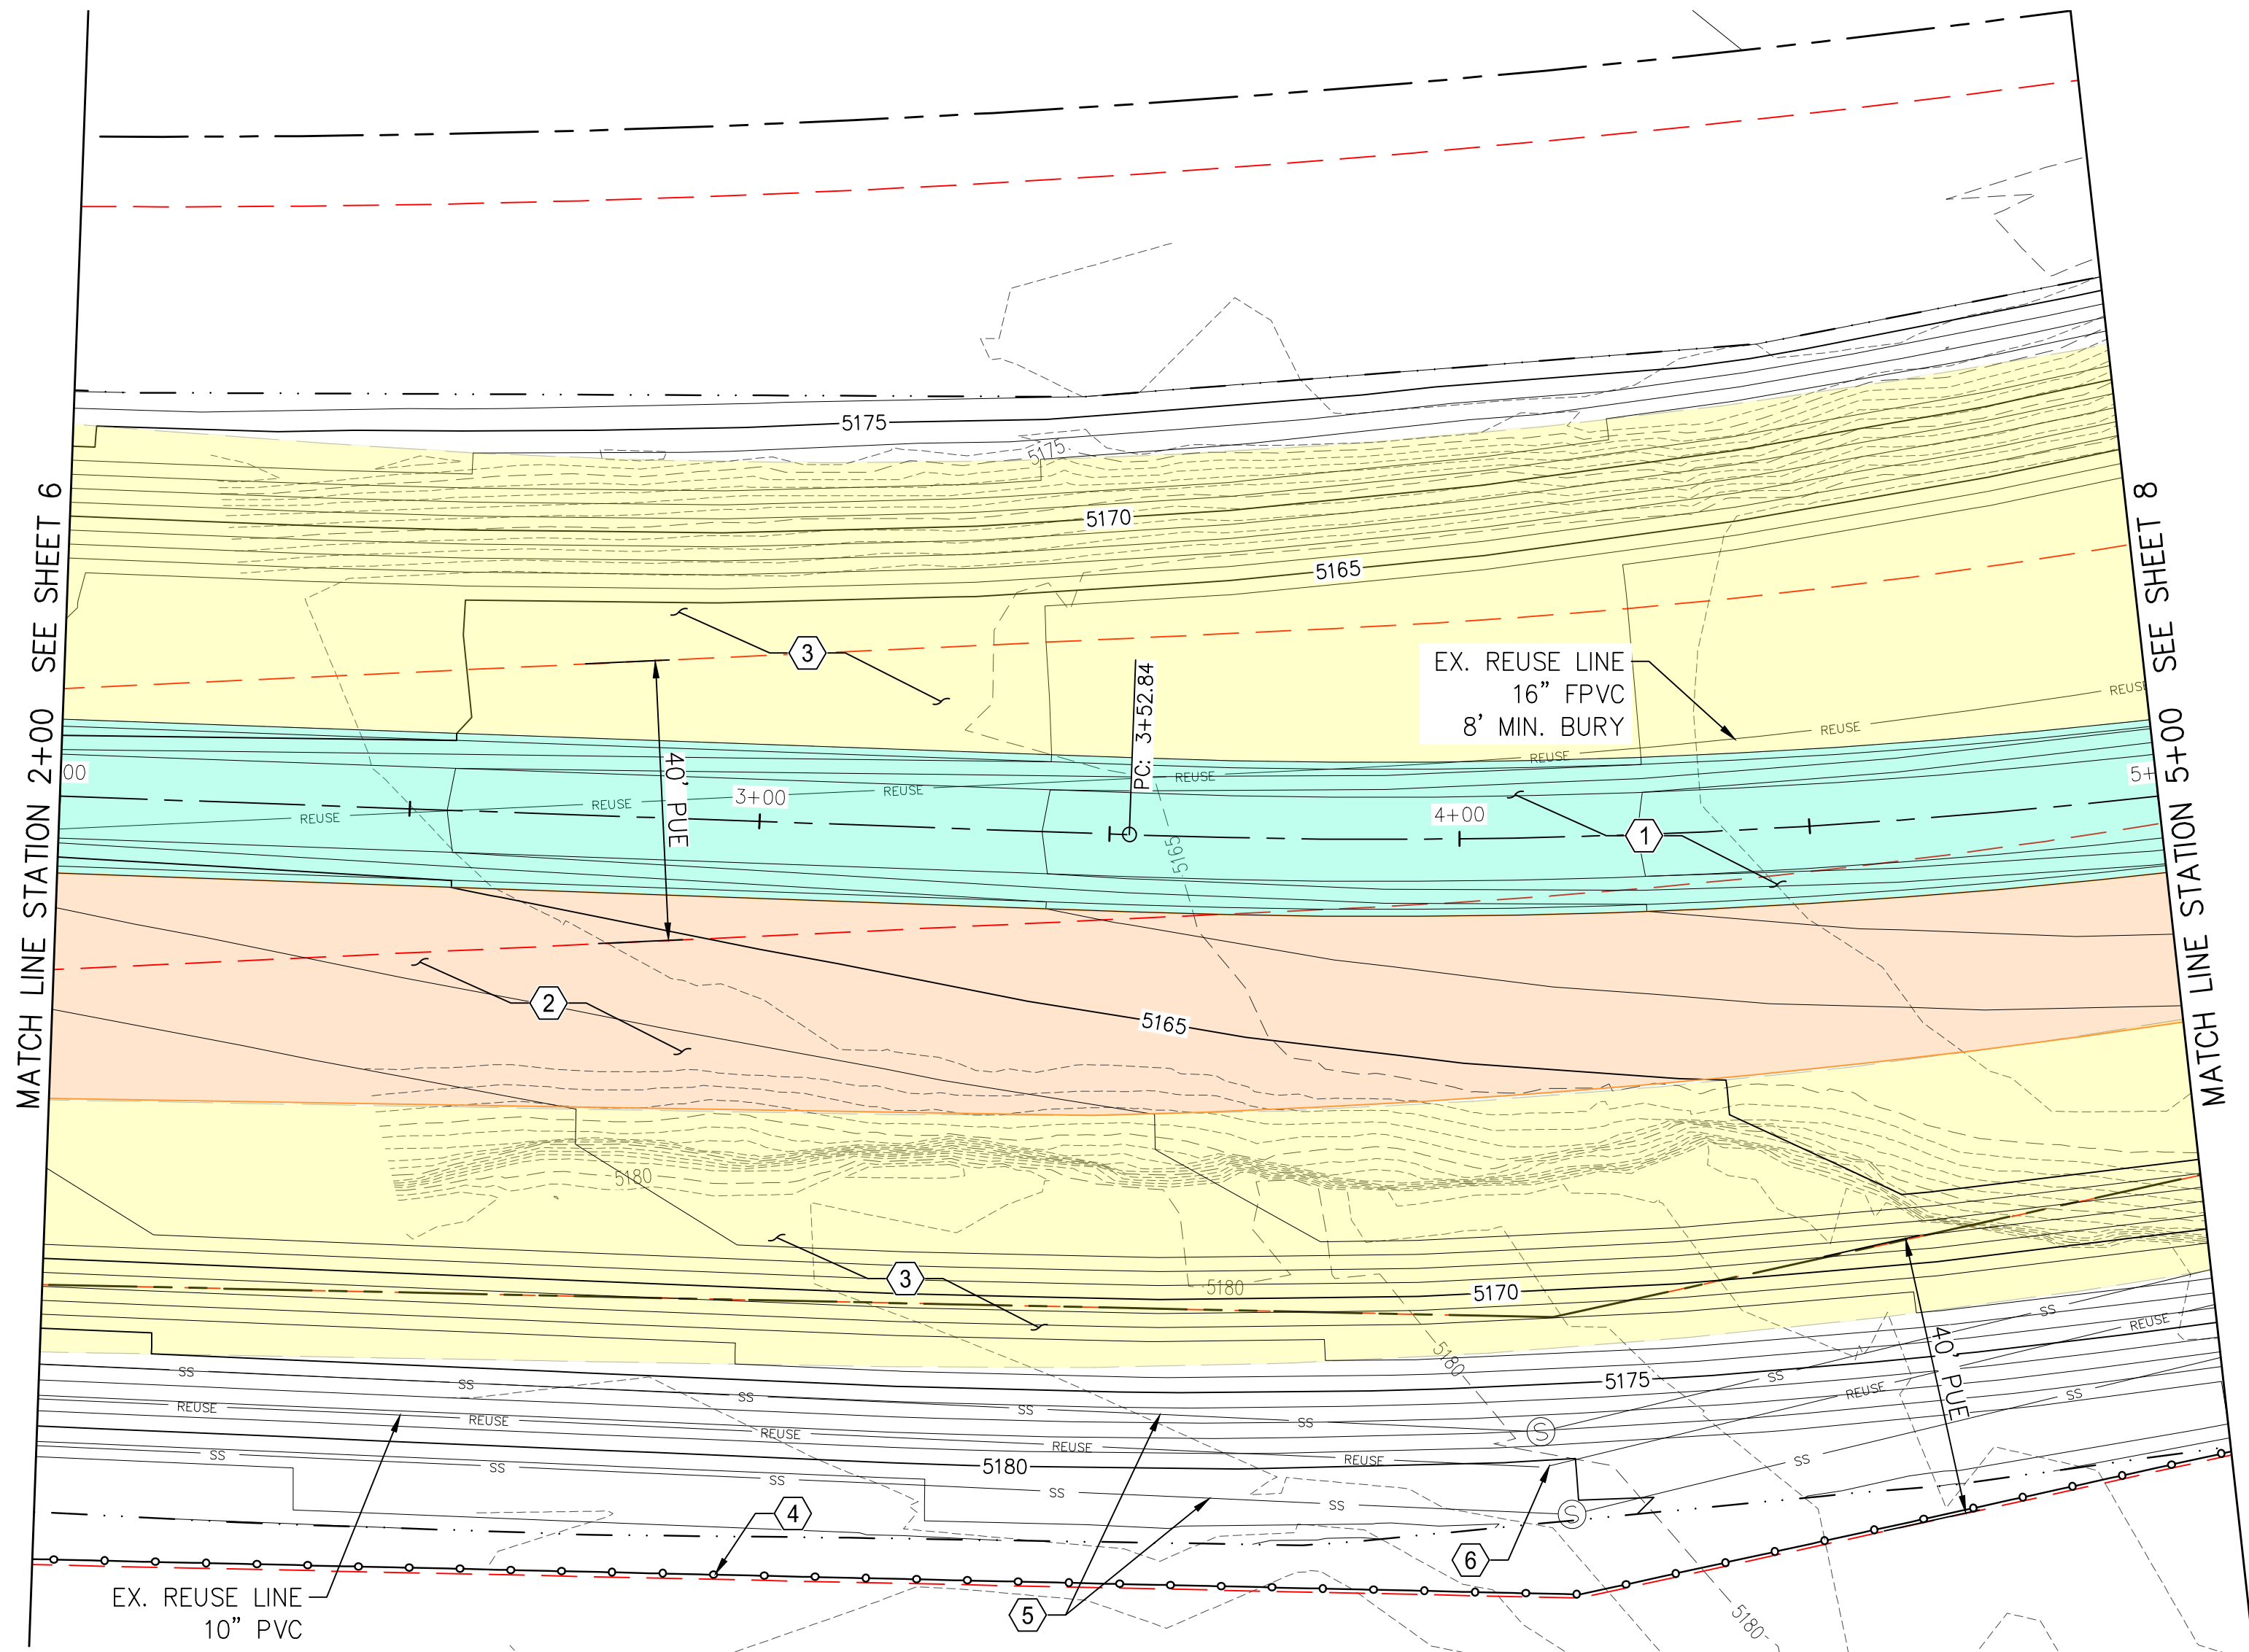 5175
5175
5170
5165
3
EX. REUSE LINE
16" FPVC
8' MIN. BURY
REUSE
REUSE
REUSE
REUSE
REUSE
REUSE
REUSE
MATCH LINE STATION 2+00 SEE SHEET 6
MATCH LINE STATION 5+00 SEE SHEET 8
00
3+00
PC: 3+52.84
4+00
5+
40' PUE
1
5165
2
5165
5180
3
5180
5170
5180
40' PUE
SS
REUSE
SS
SS
SS
SS
SS
SS
5175
REUSE
SS
REUSE
REUSE
REUSE
REUSE
REUSE
SS
SS
SS
SS
SS
SS
5180
S
S
4
6
5
EX. REUSE LINE
10" PVC
5180